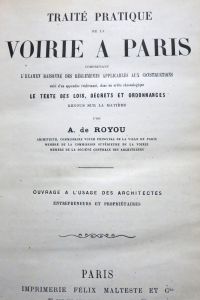 TRAITÉ PRATIQUE
DE LA
VOIRIE A PARIS
COMPRENANT
L'EXAMEN RAISONNÉ DES RÈGLEMENTS APPLICABLES AUX CONSTRUCTIONS
suivi d'un appendice renfermant, dans un ordre chronologique
LE TEXTE DES LOIS, DÉCRETS ET ORDONNANCES
RENDUS SUR LA MATIÈRE
PAR
A. de ROYOU
ARCHITECTE, COMMISSAIRE VOYER PRINCIPAL DE LA VILLE DE PARIS
MEMBRE DE LA COMMISSION SUPÉRIEURE DE LA VOIRIE
MEMBRE DE LA SOCIÉTÉ CENTRALE DES ARCHITECTES
OUVRAGE A L'USAGE DES ARCHITECTES
ENTREPRENEURS ET PROPRIÉTAIRES
PARIS
IMPRIMERIE FÉLIX MALTESTE ET Cie